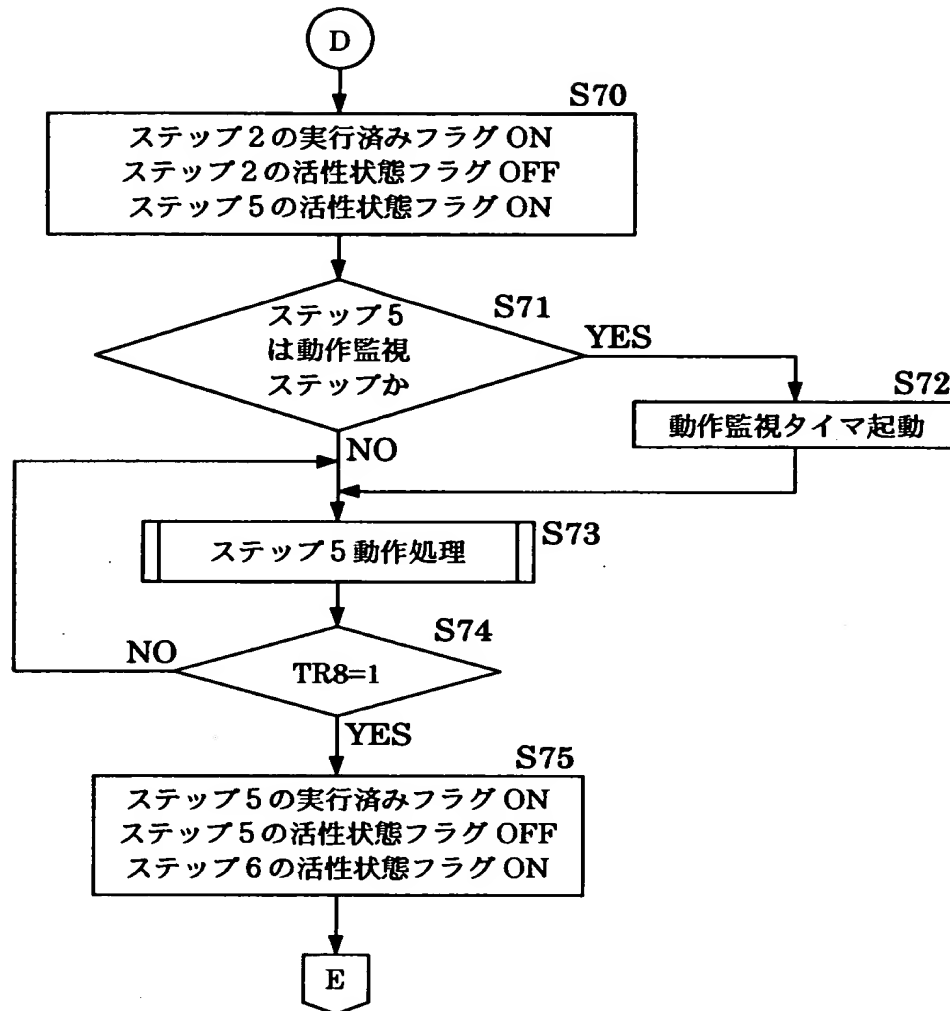 D
S70
ステップ2の実行済みフラグ ON
ステップ2の活性状態フラグ OFF
ステップ5の活性状態フラグ ON
S71
ステップ5
は動作監視
ステップか
YES
S72
動作監視タイマ起動
NO
S73
ステップ5動作処理
S74
NO
TR8=1
YES
S75
ステップ5の実行済みフラグ ON
ステップ5の活性状態フラグ OFF
ステップ6の活性状態フラグ ON
E